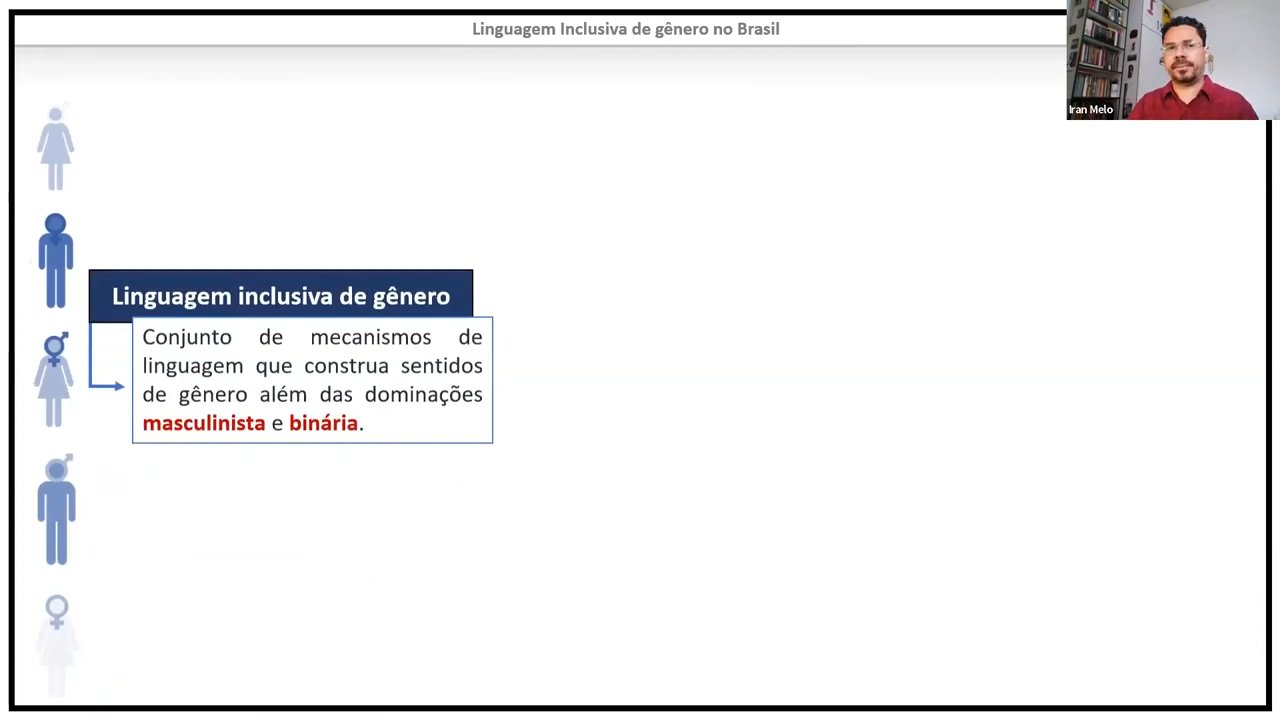 Linguagem Inclusiva de gênero no Brasil
Iran Melo
Linguagem inclusiva de gênero
Conjunto de mecanismos de
linguagem que construa sentidos
de gênero além das dominações
masculinista e binária.